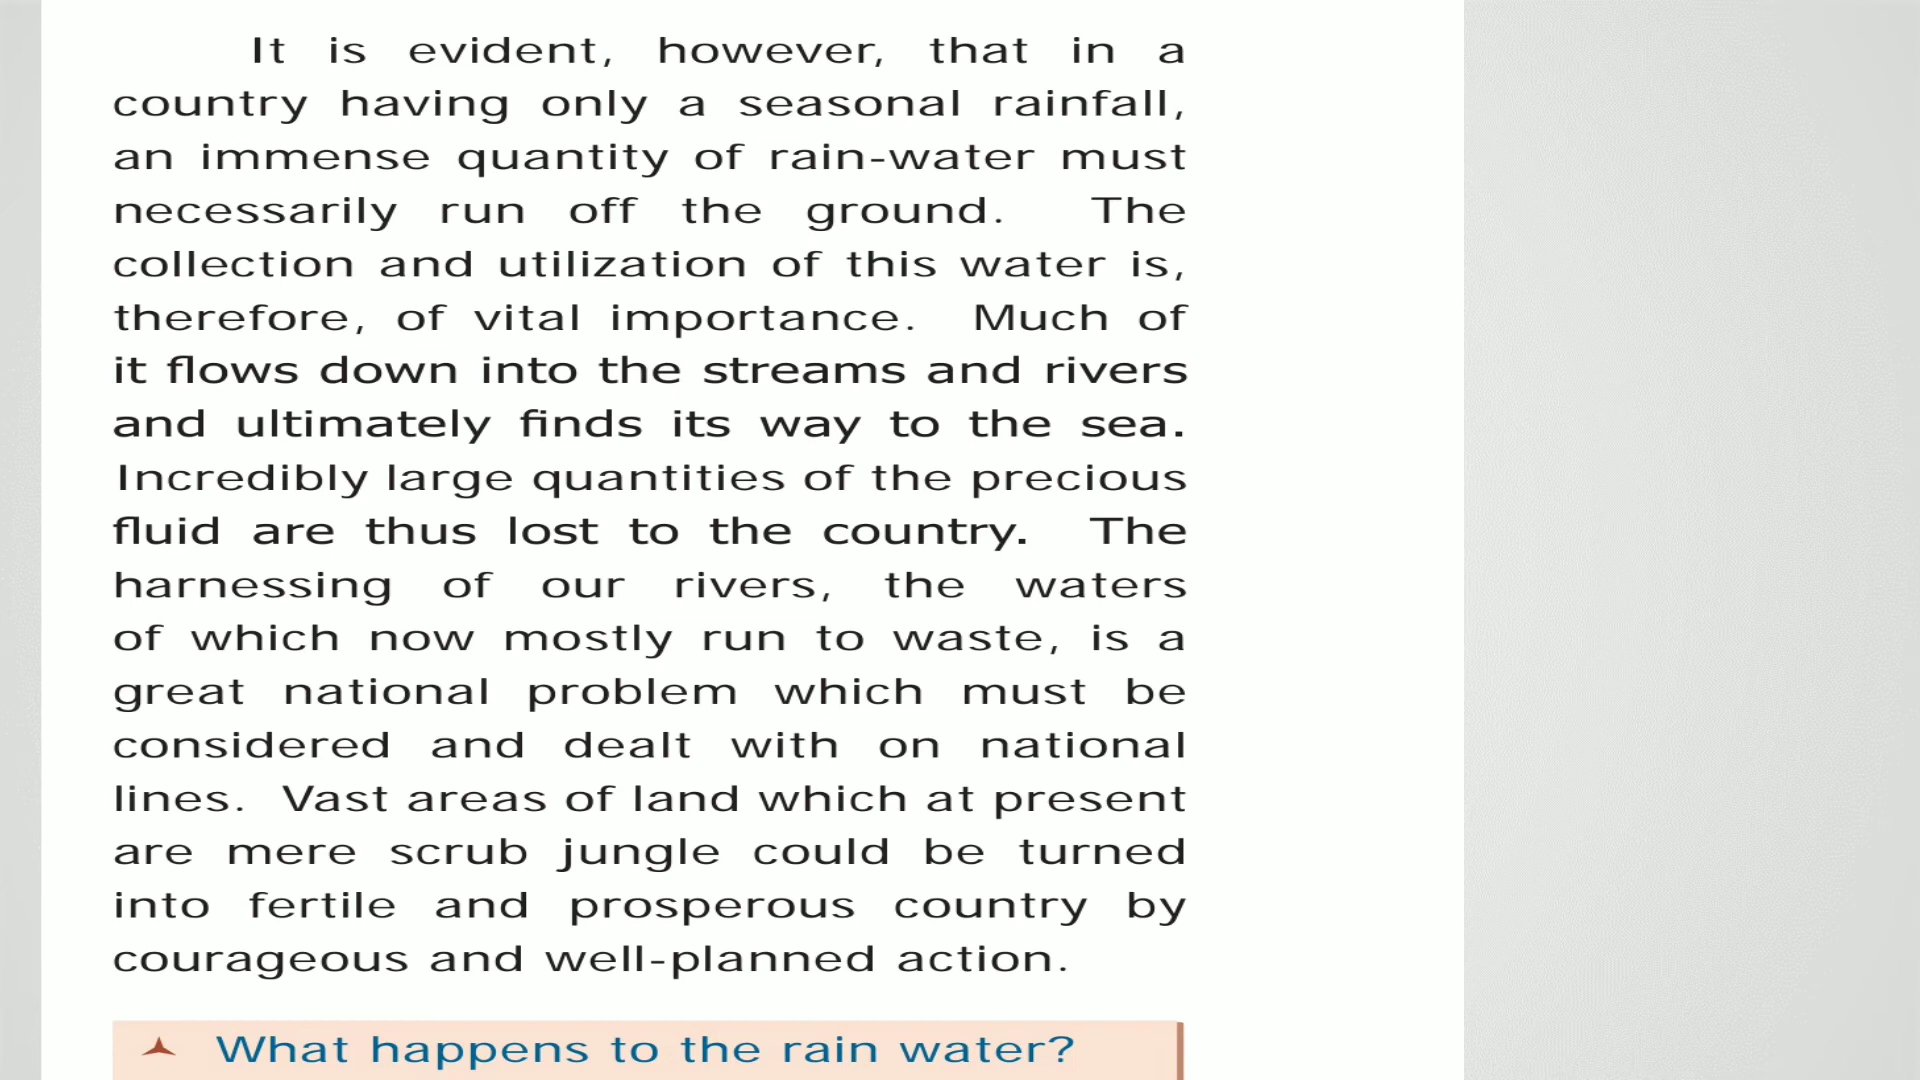 It is evident, however, that in a
country having only a seasonal rainfall,
an immense quantity of rain-water must
necessarily run off the ground. The
collection and utilization of this water is,
therefore, of vital importance. Much of
it flows down into the streams and rivers
and ultimately finds its way to the sea.
Incredibly large quantities of the precious
fluid are thus lost to the country. The
harnessing of our rivers, the waters
of which now mostly run to waste, is a
great national problem which must be
considered and dealt with on national
lines. Vast areas of land which at present
are mere scrub jungle could be turned
into fertile and prosperous country by
courageous and well-planned action.
What happens to the rain water?